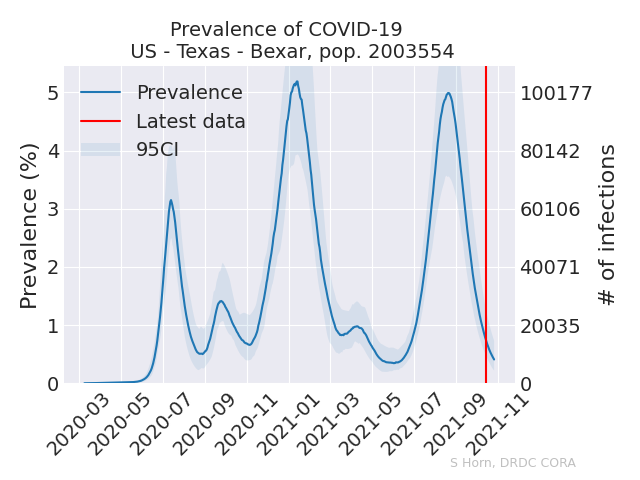 Prevalence of COVID-19
US - Texas - Bexar, pop. 2003554
Prevalence
Latest data
95CI
Prevalence (%)
5
4
3
2
1
0
100177
80142
60106
40071
20035
0
# of infections
2020-03
2020-05
2020-07
2020-09
2020-11
2021-01
2021-03
2021-05
2021-07
2021-09
2021-11
S Horn, DRDC CORA